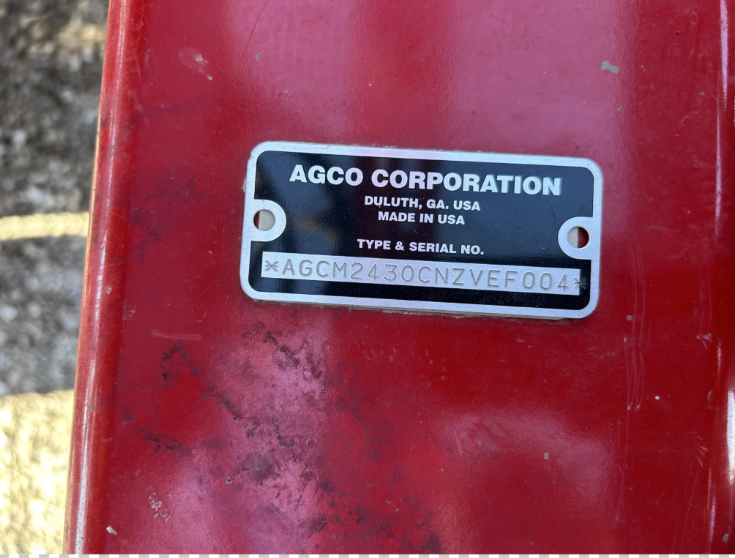 AGCO CORPORATION
DULUTH, GA. USA
MADE IN USA
TYPE & SERIAL NO.
*AGCM2430CNZVEF004*